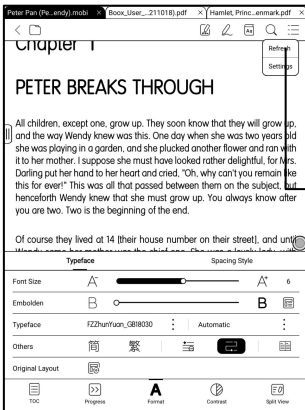 Peter Pan (Pe...endy).mobi × Boox_User_...211018).pdf × Hamlet, Princ...enmark.pdf ×
Aa
Refresh
Settings
Chapter 1
PETER BREAKS THROUGH
All children, except one, grow up. They soon know that they will grow up,
and the way Wendy knew was this. One day when she was two years old
she was playing in a garden, and she plucked another flower and ran with
it to her mother. I suppose she must have looked rather delightful, for Mrs.
Darling put her hand to her heart and cried, "Oh, why can't you remain like
this for ever!" This was all that passed between them on the subject, but
henceforth Wendy knew that she must grow up. You always know after
you are two. Two is the beginning of the end.
Of course they lived at 14 [their house number on their street], and until
Typeface Spacing Style
Font Size A- A+ 6
Embolden B B
Typeface FZZhunYuan_GB18030 Automatic
Others 简 繁
Original Layout
TOC Progress A Format Contrast Split View